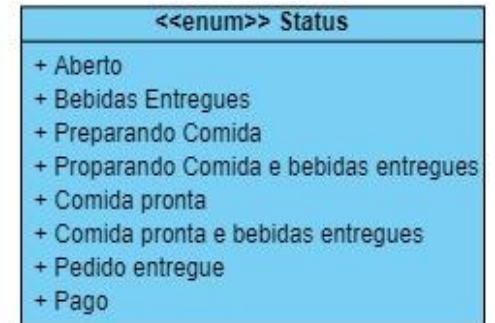 <<enum>> Status
+ Aberto
+ Bebidas Entregues
+ Preparando Comida
+ Proparando Comida e bebidas entregues
+ Comida pronta
+ Comida pronta e bebidas entregues
+ Pedido entregue
+ Pago